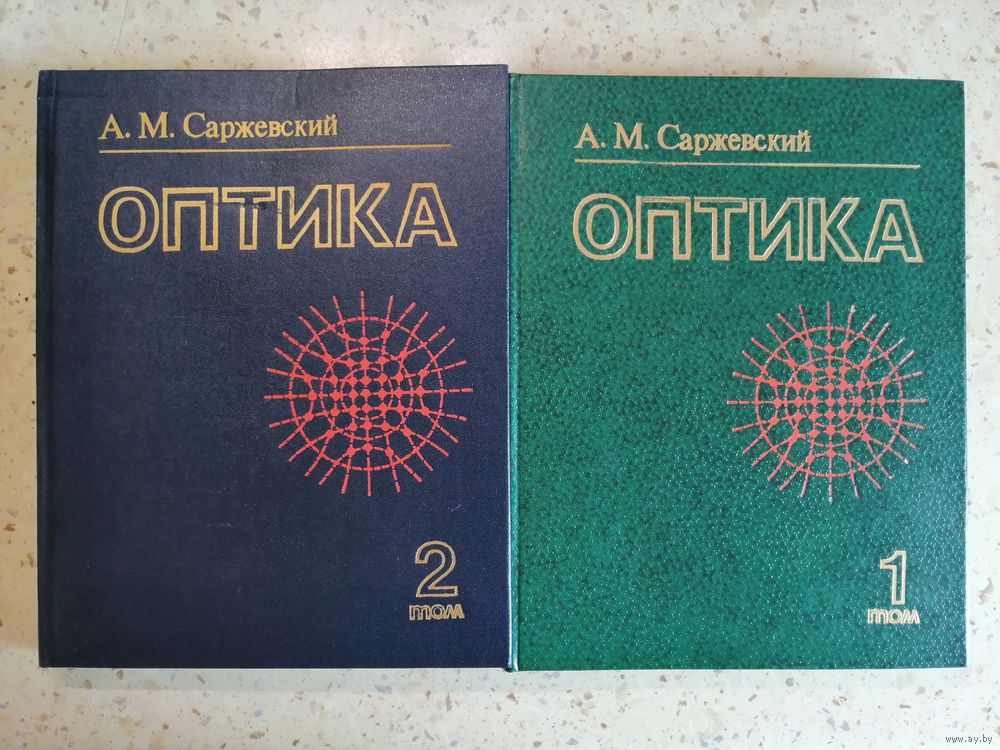 А. М. Саржевский
ОПТИКА
2
том
А. М. Саржевский
ОПТИКА
1
том
www.ay.by